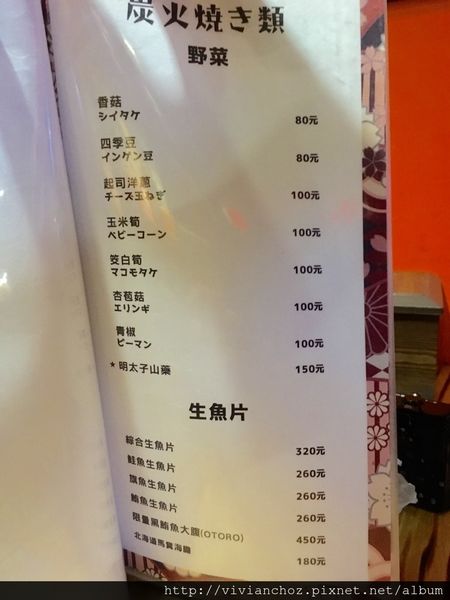 炭火焼き類
野菜
香菇
シイタケ
80元
四季豆
インゲン豆
80元
起司洋蔥
チーズ玉ねぎ
100元
玉米筍
ベビーコーン
100元
筊白筍
マコモタケ
100元
杏苞菇
エリンギ
100元
青椒
ピーマン
100元
★明太子山藥
150元
生魚片
綜合生魚片
320元
鮭魚生魚片
260元
旗魚生魚片
260元
鮪魚生魚片
260元
限量黑鮪魚大腹(OTORO)
450元
北海道馬糞海膽
180元
http://vivianchoz.pixnet.net/album